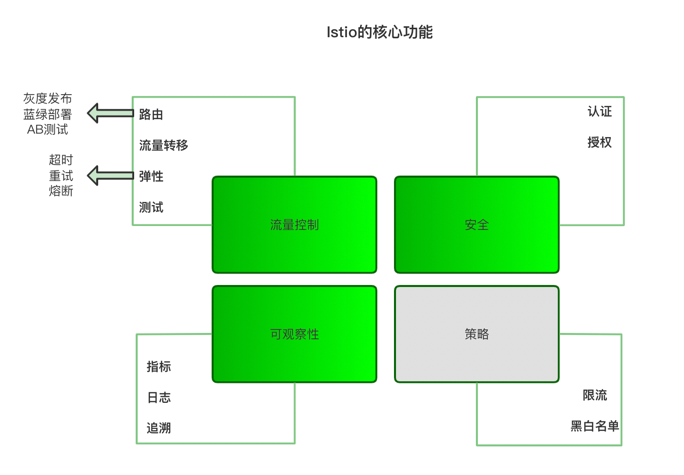 Istio的核心功能
灰度发布
蓝绿部署
AB测试
超时
重试
熔断
路由
流量转移
弹性
测试
流量控制
认证
授权
安全
可观察性
指标
日志
追溯
策略
限流
黑白名单